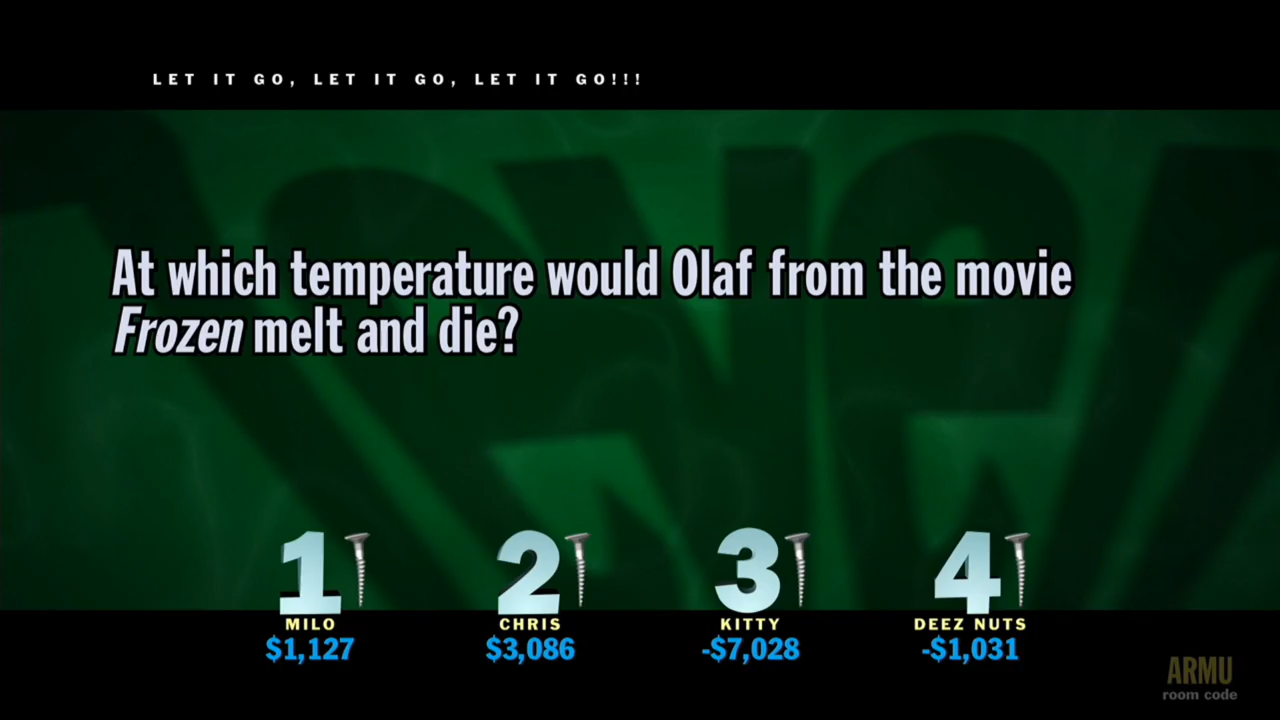 LET IT GO, LET IT GO, LET IT GO!!!
At which temperature would Olaf from the movie
Frozen melt and die?
1 2 3 4
MILO CHRIS KITTY DEEZ NUTS
$1,127 $3,086 -$7,028 -$1,031
ARMU
room code